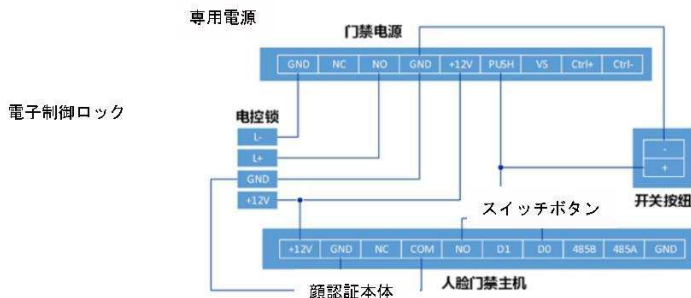 専用電源
门禁电源
GND NC NO GND +12V PUSH VS Ctrl+ Ctrl-
電子制御ロック
电控锁
L-
L+
GND
+12V
-
+
开关按纽
スイッチボタン
+12V GND NC COM NO D1 D0 485B 485A GND
顔認証本体
人脸门禁主机